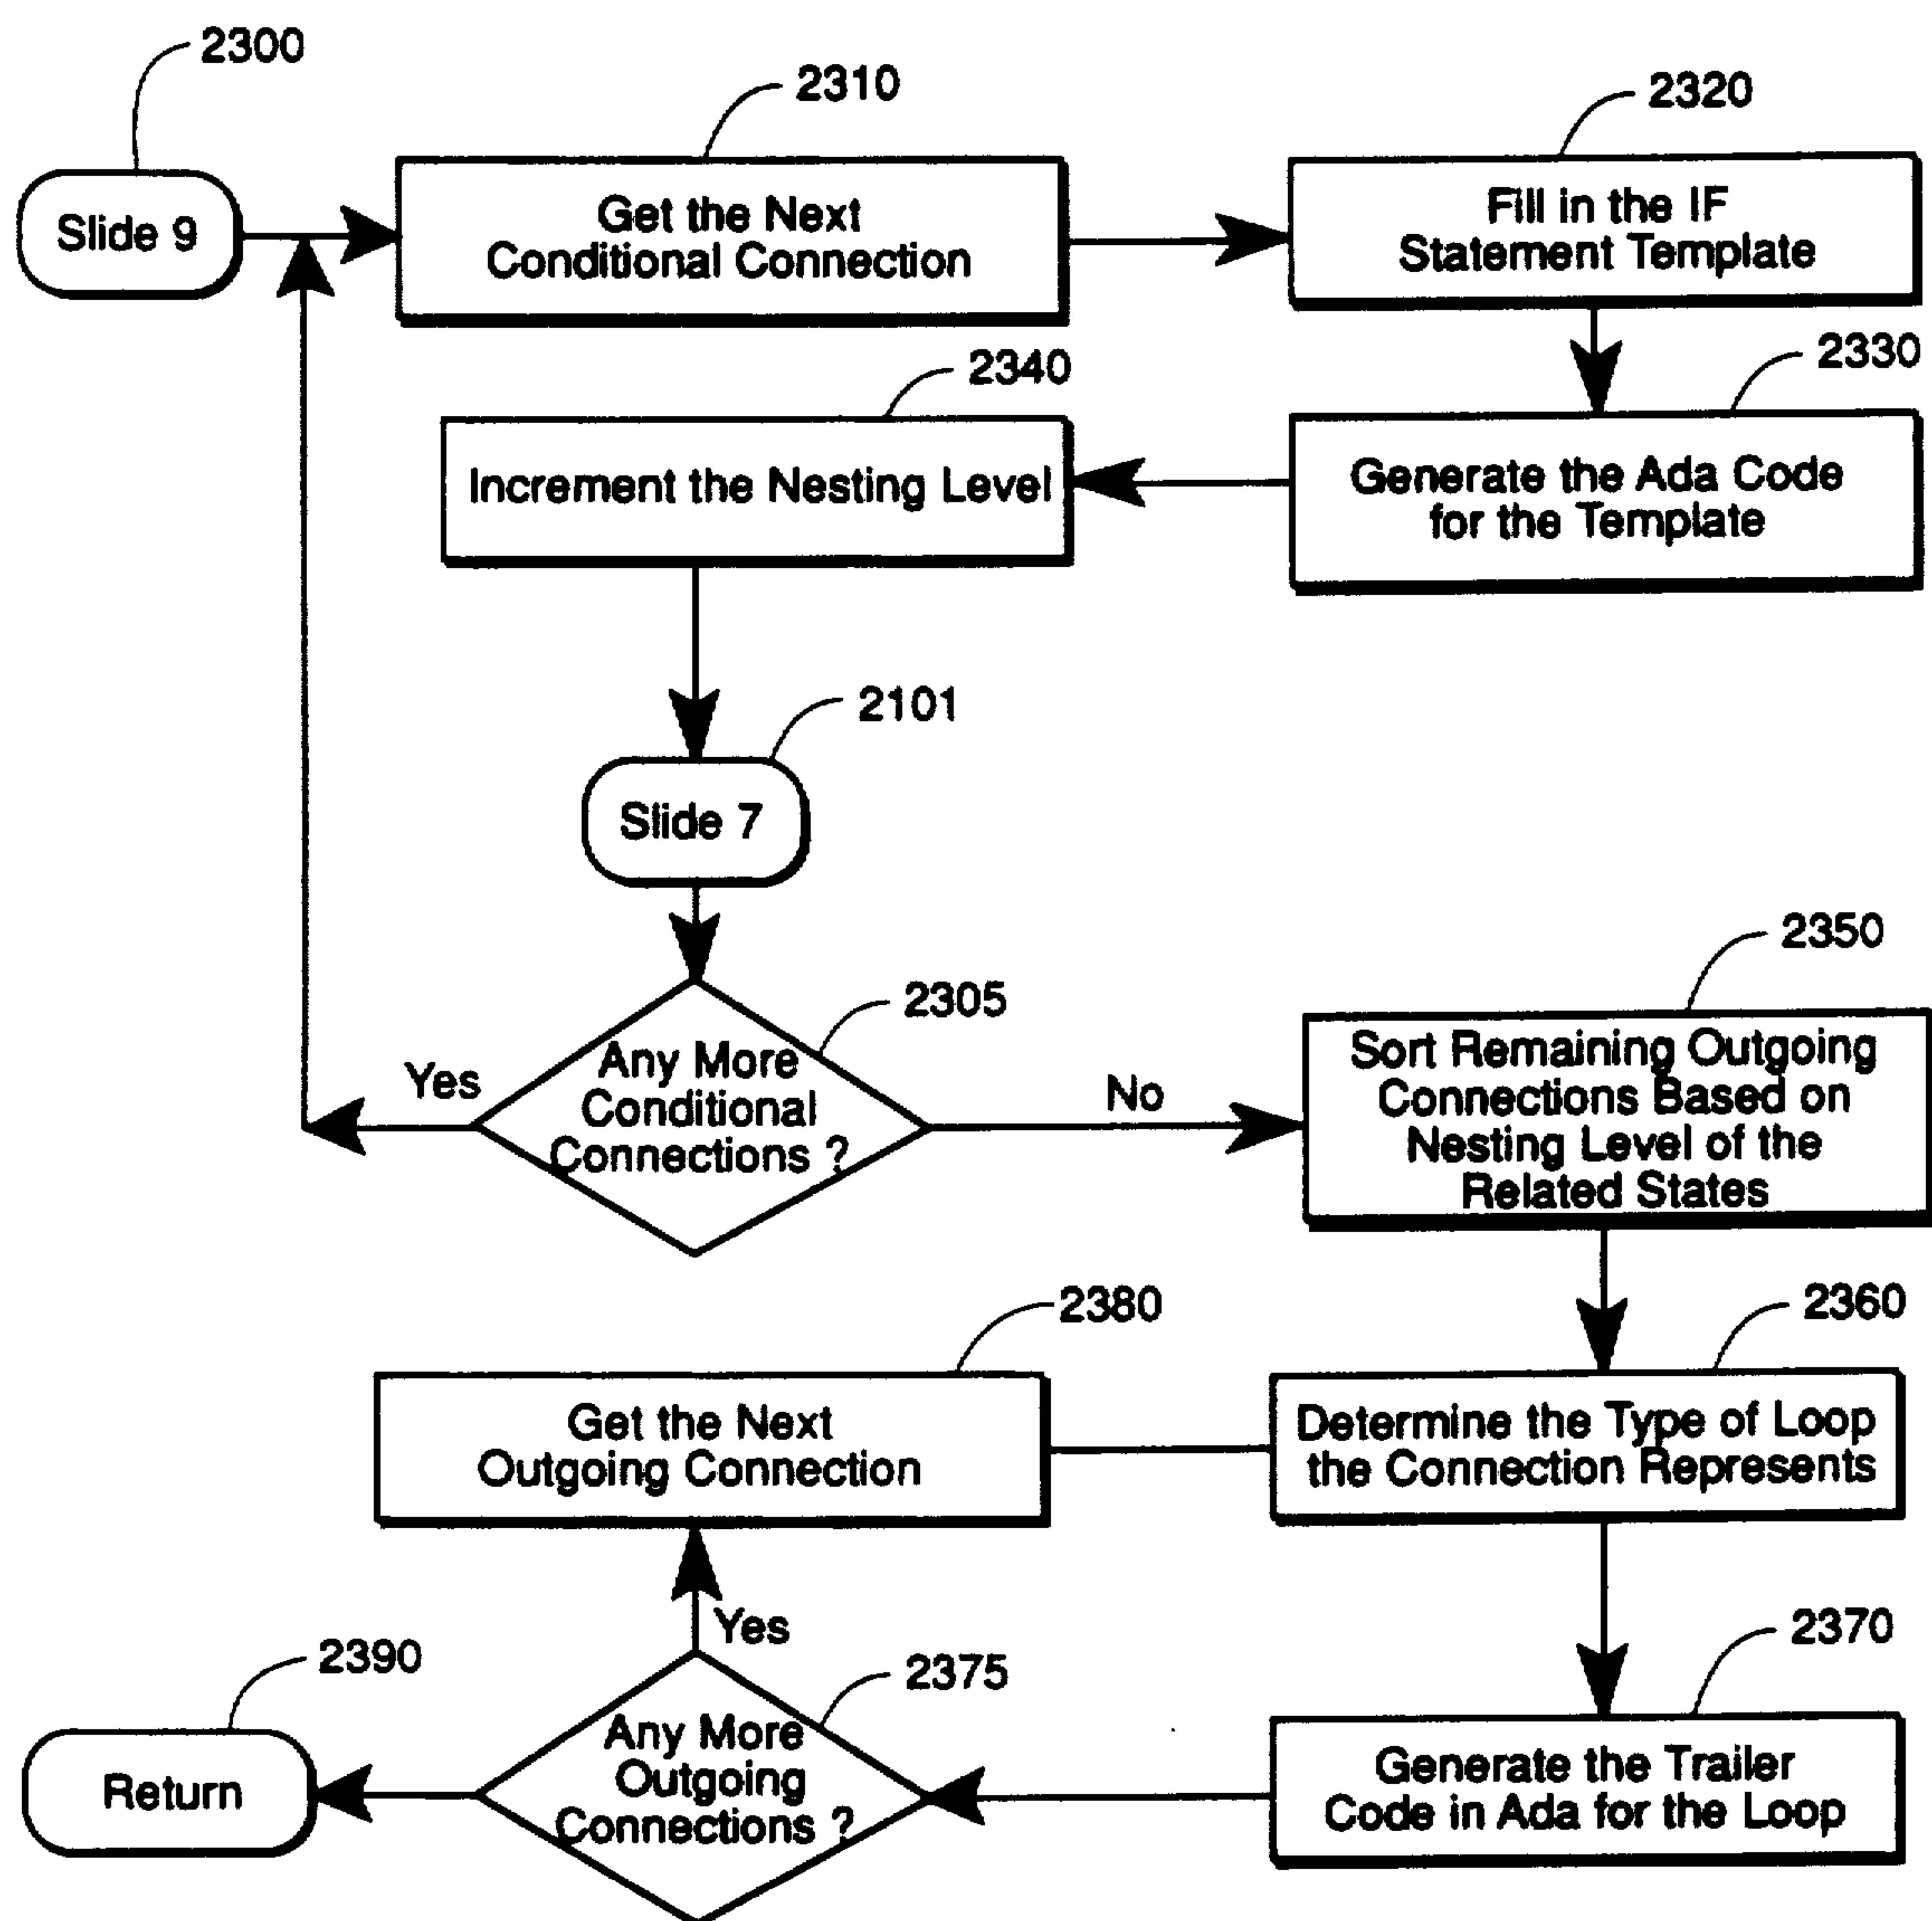 2300
2310
2320
Slide 9
Get the Next
Conditional Connection
Fill in the IF
Statement Template
2340
2330
Increment the Nesting Level
Generate the Ada Code
for the Template
2101
Slide 7
2305
2350
Yes
Any More
Conditional
Connections ?
No
Sort Remaining Outgoing
Connections Based on
Nesting Level of the
Related States
2380
2360
Get the Next
Outgoing Connection
Determine the Type of Loop
the Connection Represents
Yes
2390
2375
2370
Return
Any More
Outgoing
Connections ?
Generate the Trailer
Code in Ada for the Loop